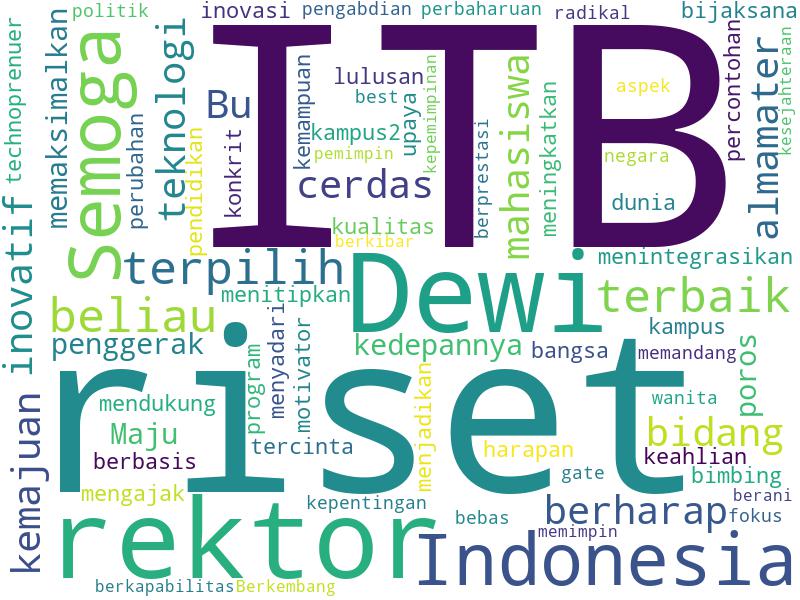 politik
inovasi
pengabdian
perbaharuan
radikal
bijaksana
technoprenuer
memaksimalkan
Semoga
teknologi
Bu
ITB
lulusan
best
kemampuan
kampus2
pemimpin
upaya
kepemimpinan
mahasiswa
meningkatkan
aspek
negara
dunia
percontohan
almamater
kesejahteraan
perubahan
pendidikan
konkrit
cerdas
kualitas
berkibar
berprestasi
inovatif
terpilih
Dewi
menintegrasikan
menitipkan
terbaik
beliau
penggerak
kedepannya
bangsa
kampus
memandang
poros
program
menyadari
motivator
riset
mendukung
Maju
berbasis
mengajak
tercinta
menjadikan
harapan
wanita
bidang
keahlian
gate
bimbing
kemajuan
rektor
kepentingan
bebas
berharap
berani
fokus
memimpin
Indonesia
berkapabilitas
Berkembang